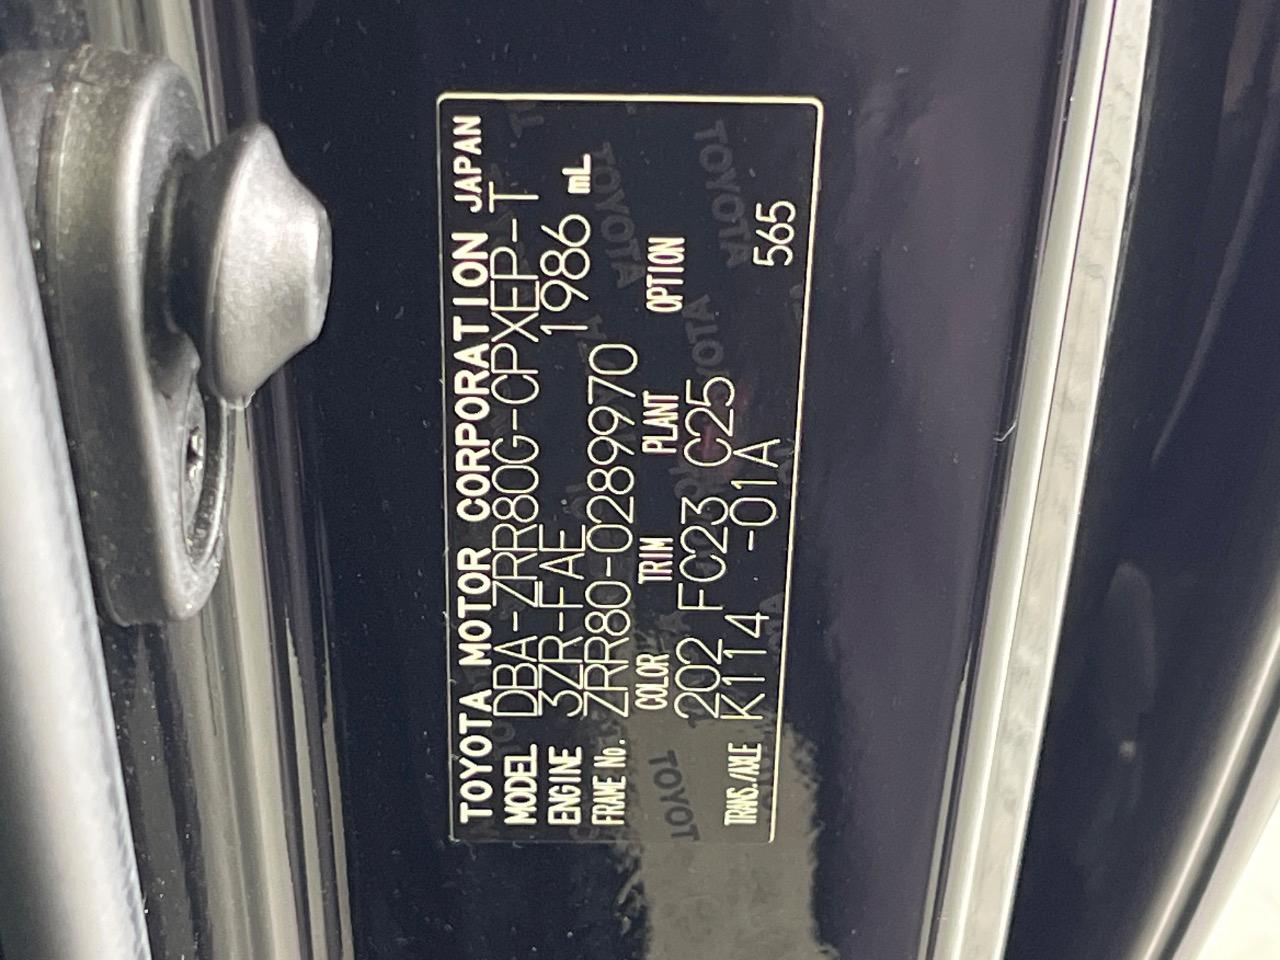 TOYOTA MOTOR CORPORATION JAPAN
MODEL DBA-ZRR80G-CPXEP-T
ENGINE 3ZR-FAE 1986 mL
FRAME No. ZRR80-0289970
COLOR TRIM PLANT OPTION
202 FC23 C25
TRANS./AXLE K114 -01A 565